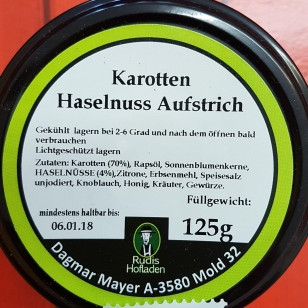 Karotten
Haselnuss Aufstrich
Gekühlt lagern bei 2-6 Grad und nach dem öffnen bald
verbrauchen
Lichtgeschützt lagern
Zutaten: Karotten (70%), Rapsöl, Sonnenblumenkerne,
HASELNÜSSE (4%),Zitrone, Erbsenmehl, Speisesalz
unjodiert, Knoblauch, Honig, Kräuter, Gewürze.
Füllgewicht:
mindestens haltbar bis:
125g
06.01.18
Rudis
Hofladen
Dagmar Mayer A-3580 Mold 32